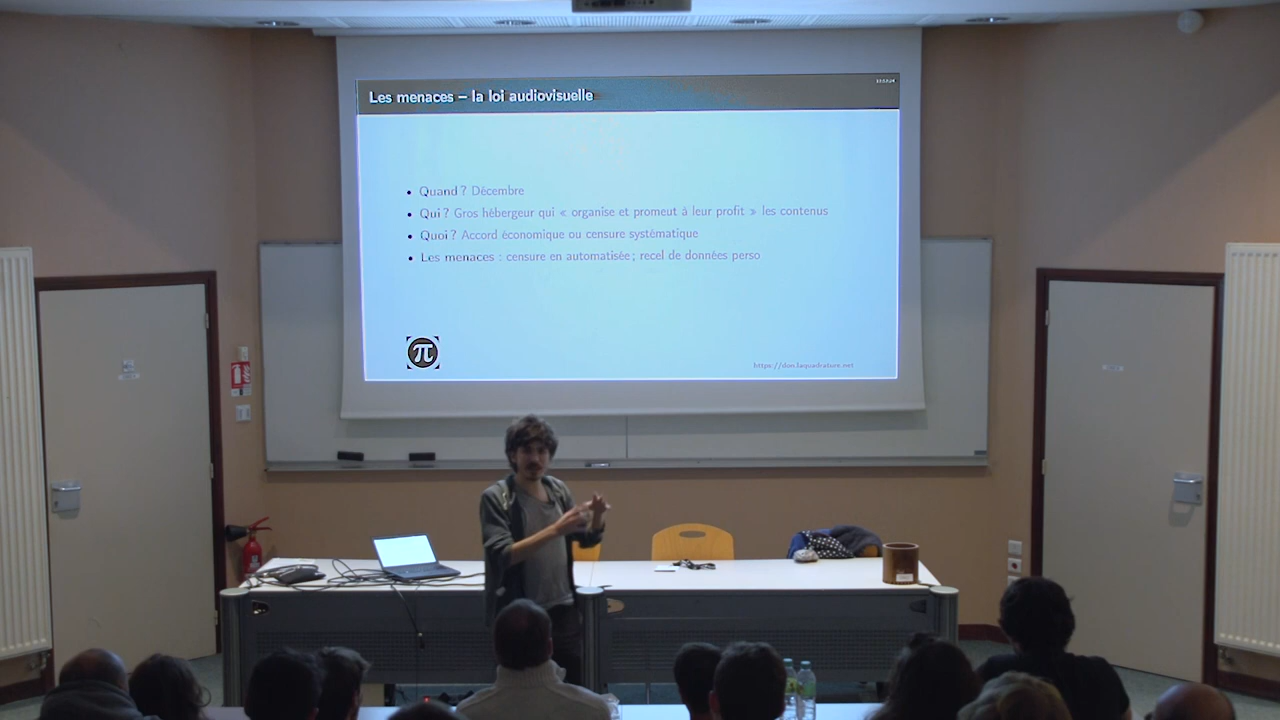 Les menaces – la loi audiovisuelle
• Quand ? Décembre
• Qui ? Gros hébergeur qui « organise et promeut à leur profit » les contenus
• Quoi ? Accord économique ou censure systématique
• Les menaces : censure en automatisée ; recel de données perso
π
https://don.laquadrature.net